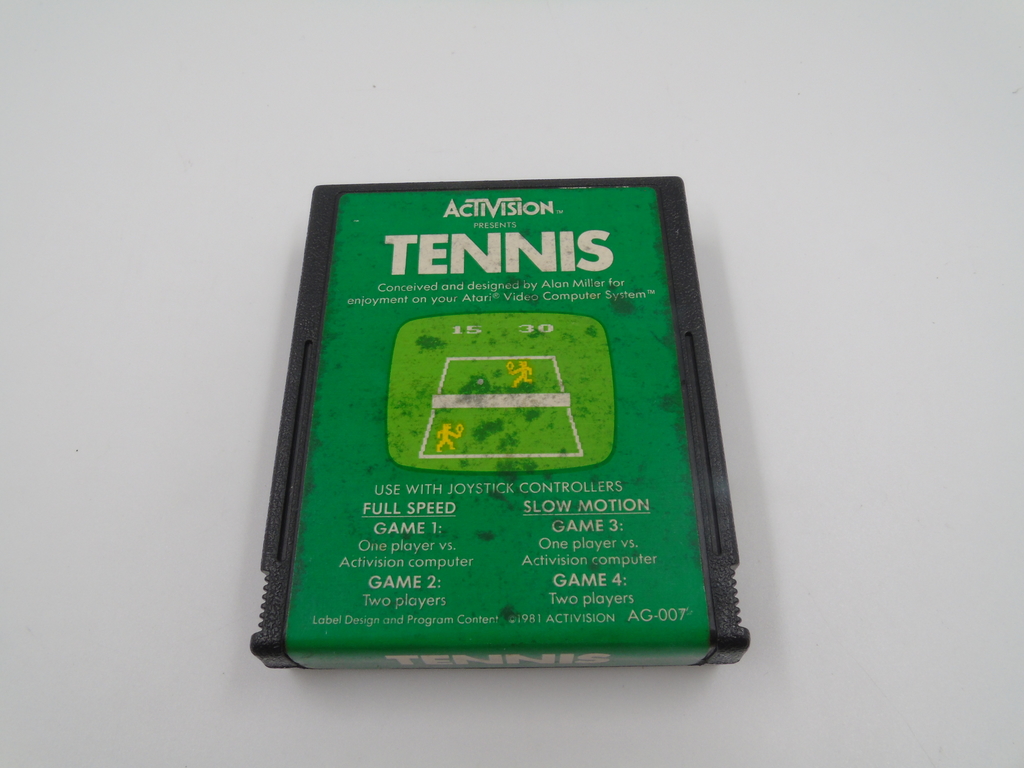 ACTIVISION™
PRESENTS
TENNIS
Conceived and designed by Alan Miller for
enjoyment on your Atari® Video Computer System™
15 30
USE WITH JOYSTICK CONTROLLERS
FULL SPEED SLOW MOTION
GAME 1: GAME 3:
One player vs. One player vs.
Activision computer Activision computer
GAME 2: GAME 4:
Two players Two players
Label Design and Program Content ©1981 ACTIVISION AG-007
TENNIS